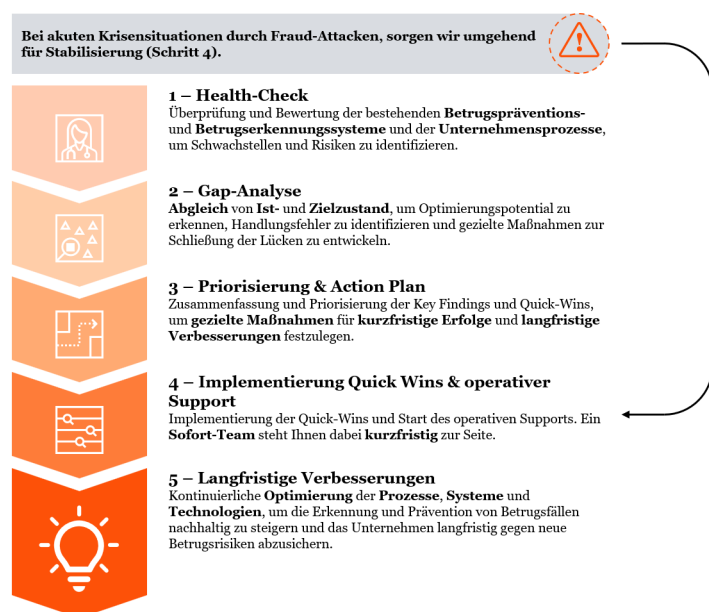 Bei akuten Krisensituationen durch Fraud-Attacken, sorgen wir umgehend
für Stabilisierung (Schritt 4).
1 – Health-Check
Überprüfung und Bewertung der bestehenden Betrugspräventions-
und Betrugserkennungssysteme und der Unternehmensprozesse,
um Schwachstellen und Risiken zu identifizieren.
2 – Gap-Analyse
Abgleich von Ist- und Zielzustand, um Optimierungspotential zu
erkennen, Handlungsfehler zu identifizieren und gezielte Maßnahmen zur
Schließung der Lücken zu entwickeln.
3 – Priorisierung & Action Plan
Zusammenfassung und Priorisierung der Key Findings und Quick-Wins,
um gezielte Maßnahmen für kurzfristige Erfolge und langfristige
Verbesserungen festzulegen.
4 – Implementierung Quick Wins & operativer
Support
Implementierung der Quick-Wins und Start des operativen Supports. Ein
Sofort-Team steht Ihnen dabei kurzfristig zur Seite.
5 – Langfristige Verbesserungen
Kontinuierliche Optimierung der Prozesse, Systeme und
Technologien, um die Erkennung und Prävention von Betrugsfällen
nachhaltig zu steigern und das Unternehmen langfristig gegen neue
Betrugsrisiken abzusichern.